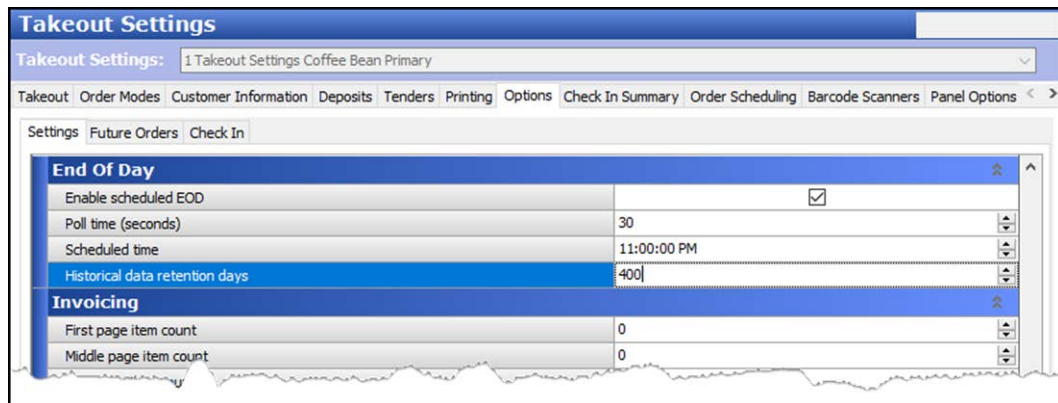 Takeout Settings
Takeout Settings: 1 Takeout Settings Coffee Bean Primary
Takeout Order Modes Customer Information Deposits Tenders Printing Options Check In Summary Order Scheduling Barcode Scanners Panel Options
Settings Future Orders Check In
End Of Day
Enable scheduled EOD
Poll time (seconds) 30
Scheduled time 11:00:00 PM
Historical data retention days 400
Invoicing
First page item count 0
Middle page item count 0